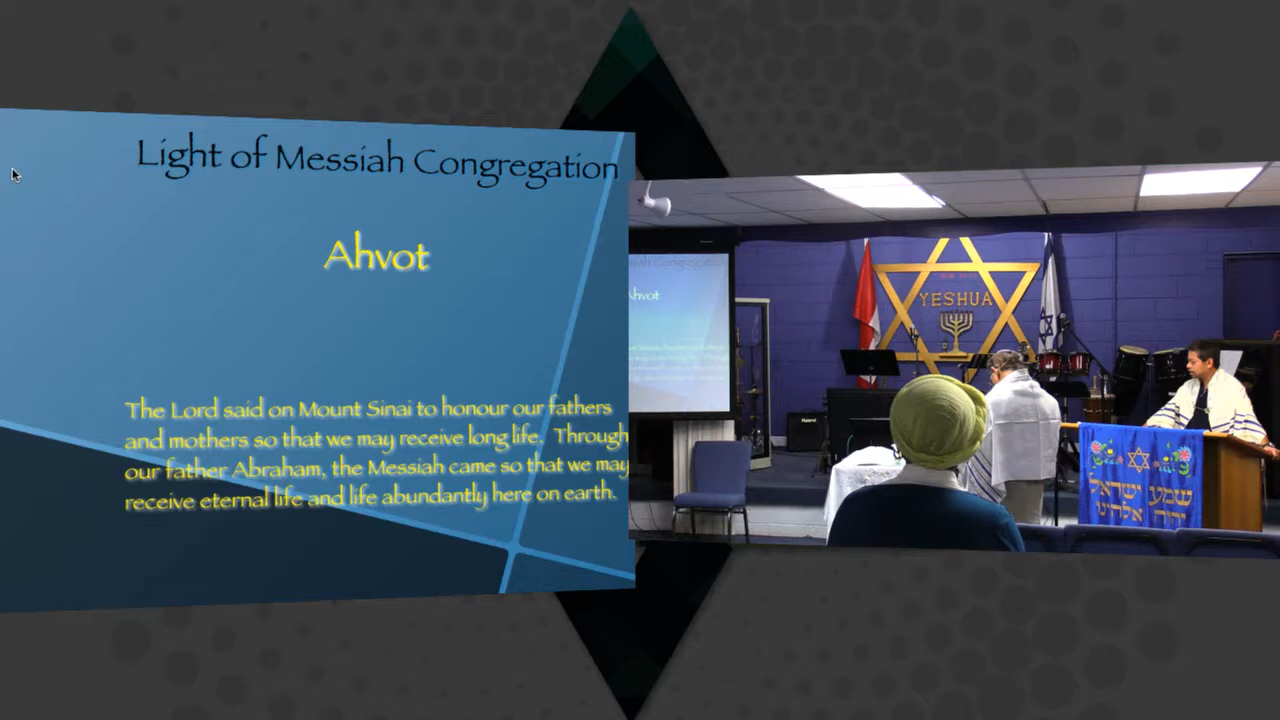 Light of Messiah Congregation
Ahvot
The Lord said on Mount Sinai to honour our fathers
and mothers so that we may receive long life. Through
our father Abraham, the Messiah came so that we may
receive eternal life and life abundantly here on earth.
Ahvot
YESHUA
שמע ישראל
יהוה אלהינו